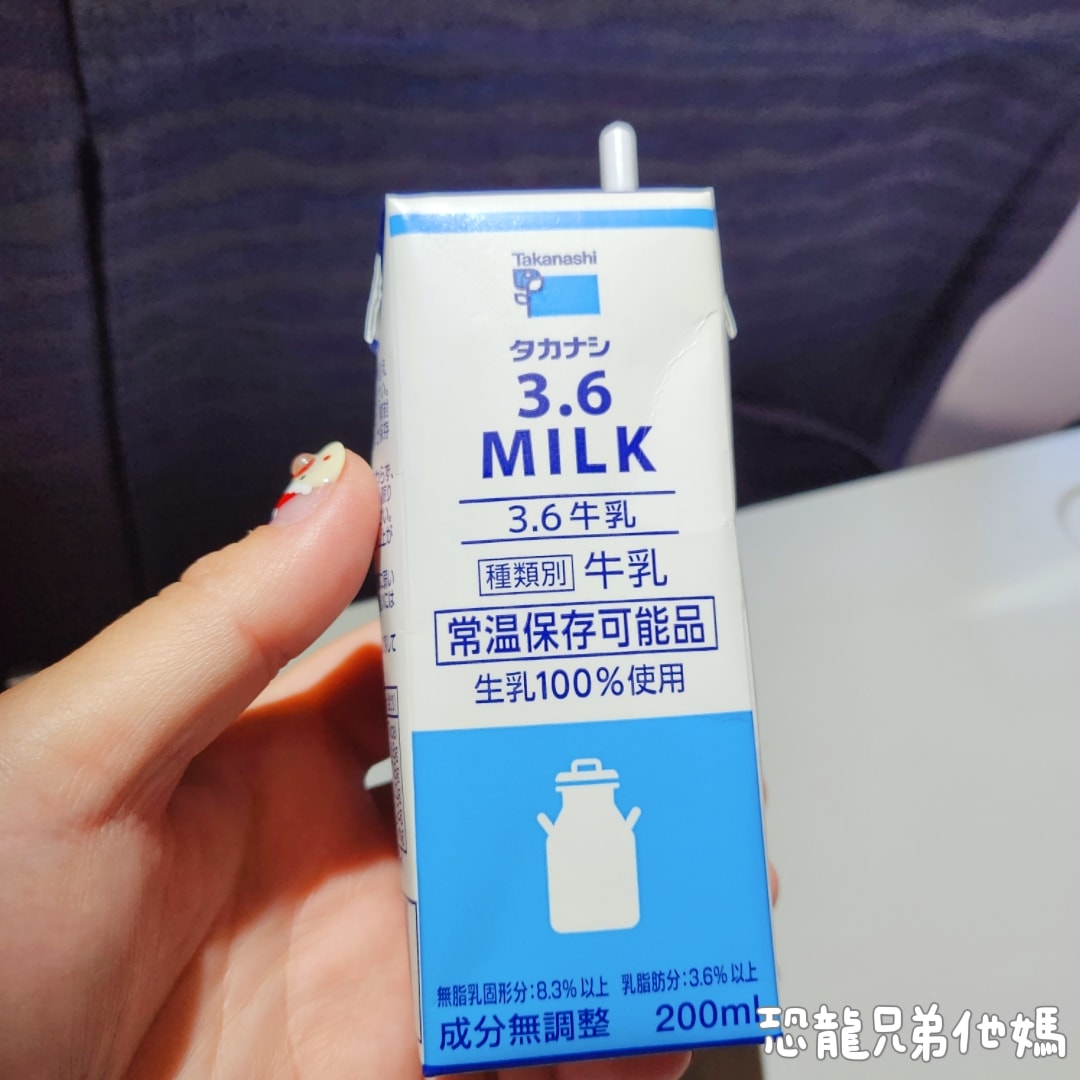 Takanashi
タカナシ
3.6
MILK
3.6牛乳
種類別 牛乳
常温保存可能品
生乳100%使用
無脂乳固形分:8.3%以上 乳脂肪分:3.6%以上
成分無調整 200ml
恐龍兄弟他媽